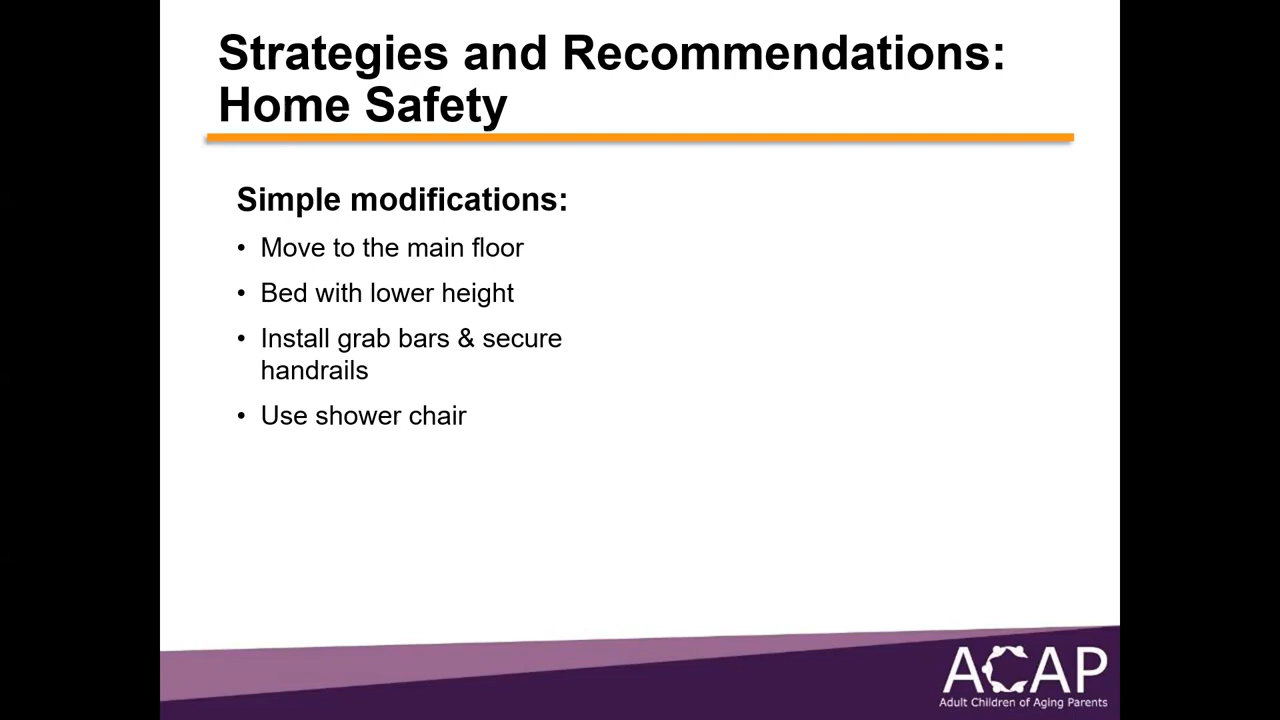 Strategies and Recommendations:
Home Safety
Simple modifications:
• Move to the main floor
• Bed with lower height
• Install grab bars & secure
handrails
• Use shower chair
ACAP
Adult Children of Aging Parents